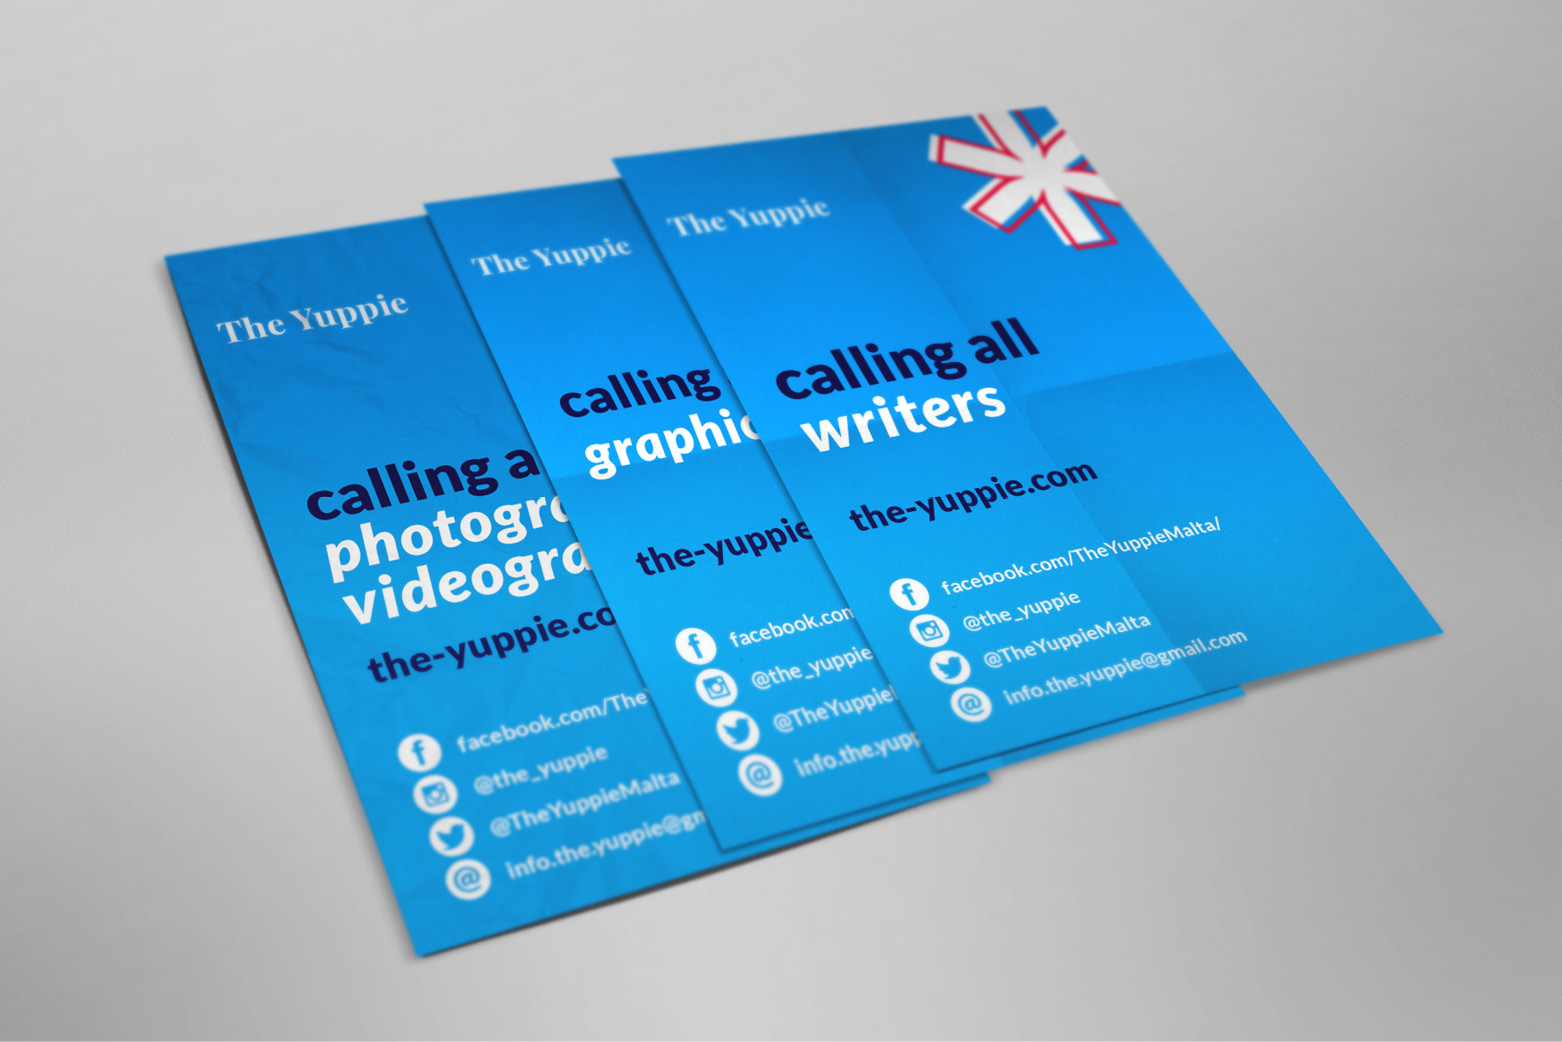 The Yuppie
calling a
photogra
videogra
the-yuppie.co
facebook.com/The
@the_yuppie
@TheYuppieMalta
info.the.yuppie@gm
The Yuppie
calling
graphic
the-yuppie
facebook.com
@the_yuppie
@TheYuppie
info.the.yupp
The Yuppie
calling all
writers
the-yuppie.com
facebook.com/TheYuppieMalta/
@the_yuppie
@TheYuppieMalta
info.the.yuppie@gmail.com